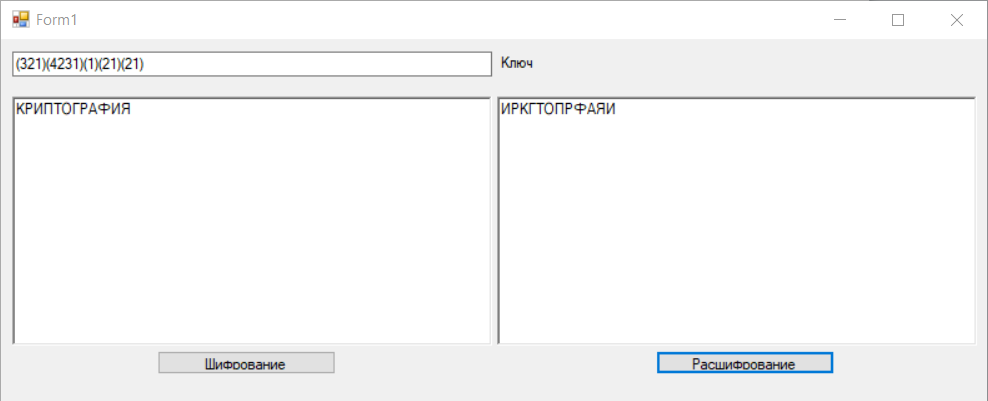 Form1
(321)(4231)(1)(21)(21)
Ключ
КРИПТОГРАФИЯ
ИРКГТОПРФАЯИ
Шифрование
Расшифрование